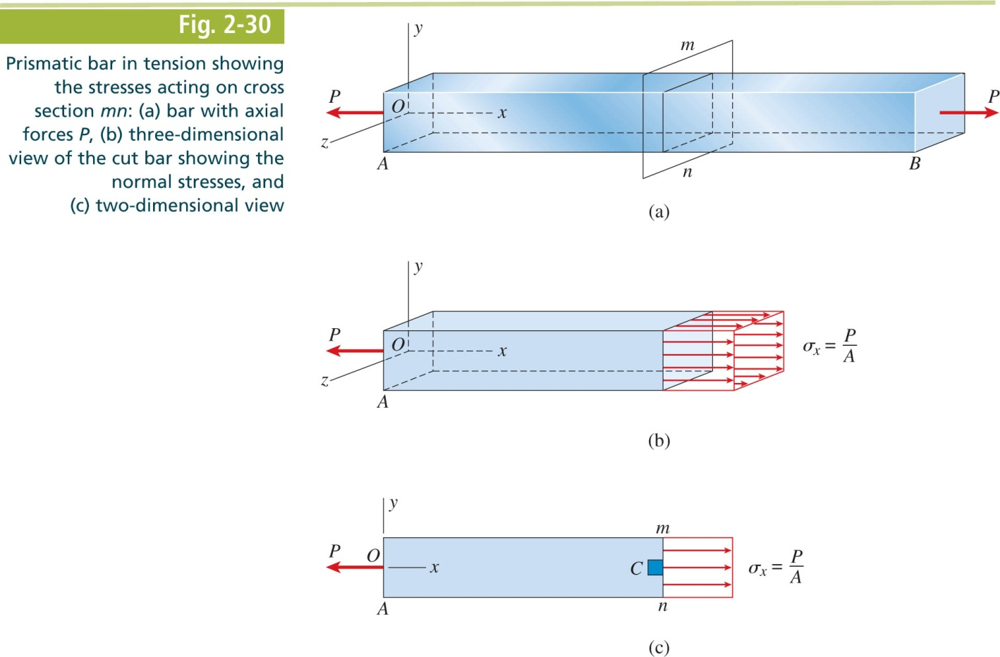 Fig. 2-30
Prismatic bar in tension showing
the stresses acting on cross
section mn: (a) bar with axial
forces P, (b) three-dimensional
view of the cut bar showing the
normal stresses, and
(c) two-dimensional view
y
m
P
O
x
P
z
A
n
B
(a)
y
P
O
x
σx = P/A
z
A
(b)
y
m
P
O
x
C
σx = P/A
A
n
(c)